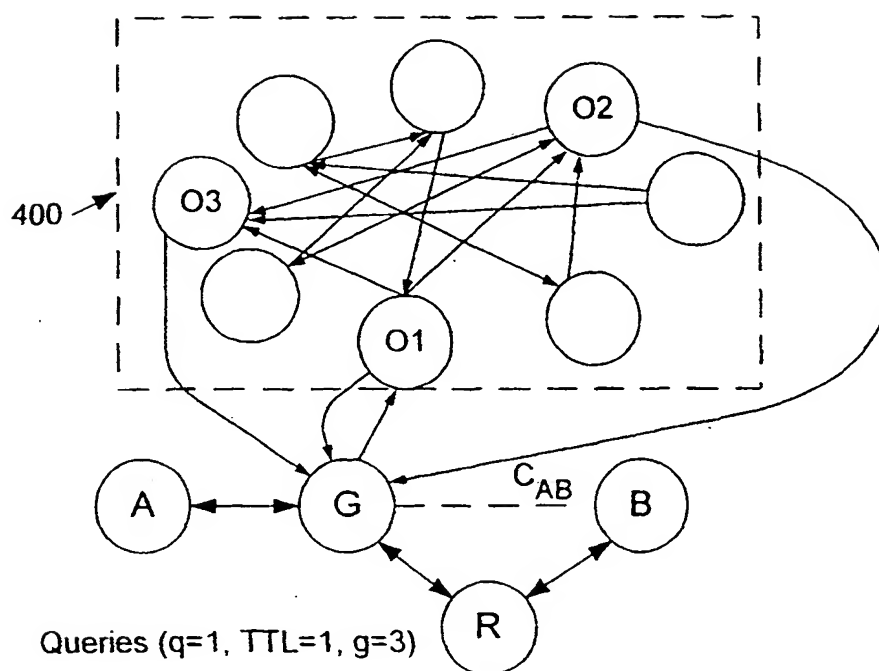 O2
O3
400
O1
C_AB
A
G
B
R
Queries (q=1, TTL=1, g=3)